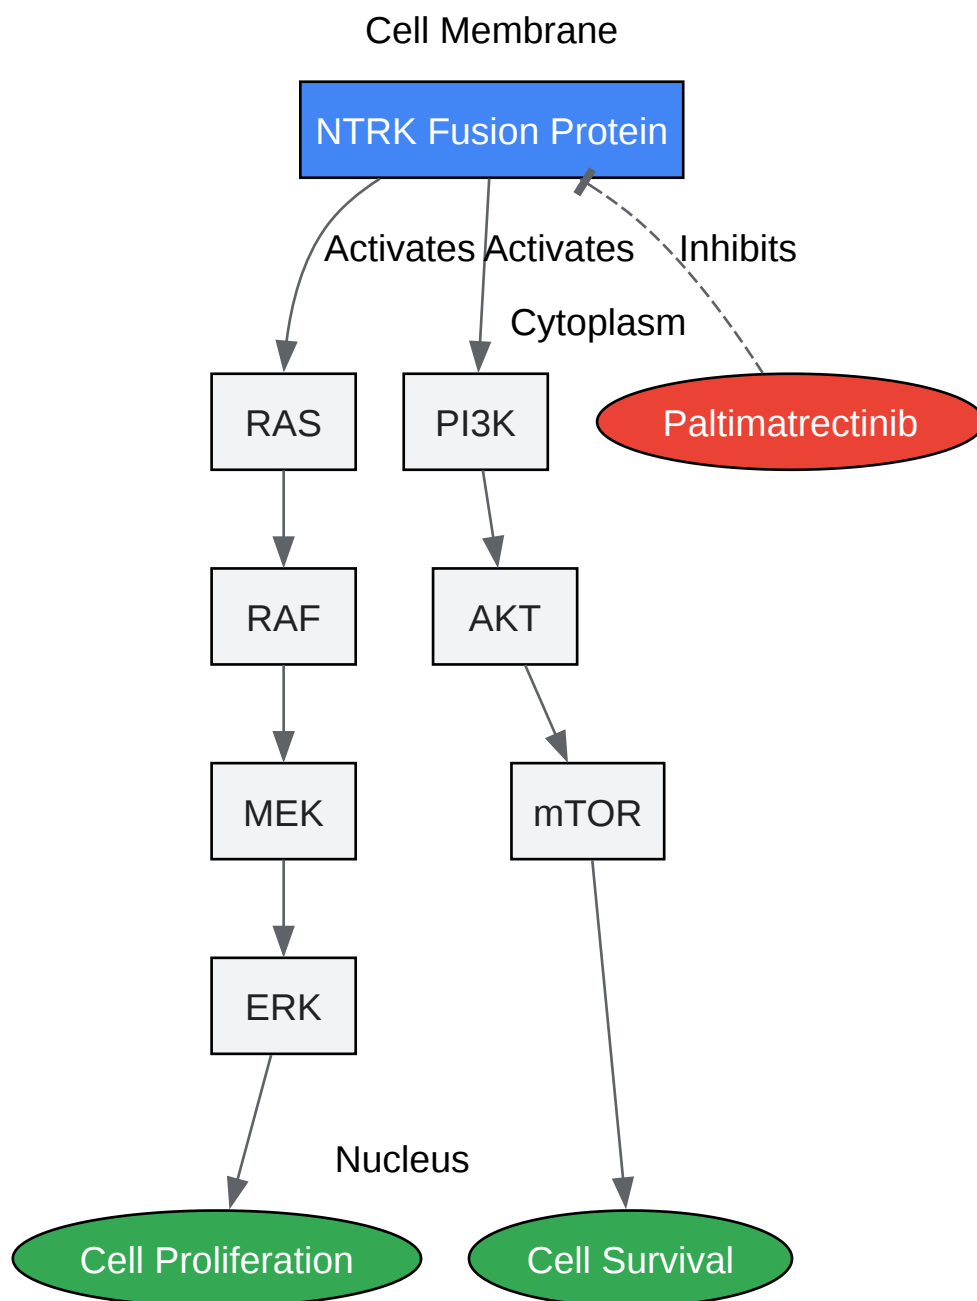 Cell Membrane
NTRK Fusion Protein
Activates Activates Inhibits
Cytoplasm
RAS PI3K Paltimatrectinib
RAF AKT
MEK mTOR
ERK
Nucleus
Cell Proliferation Cell Survival